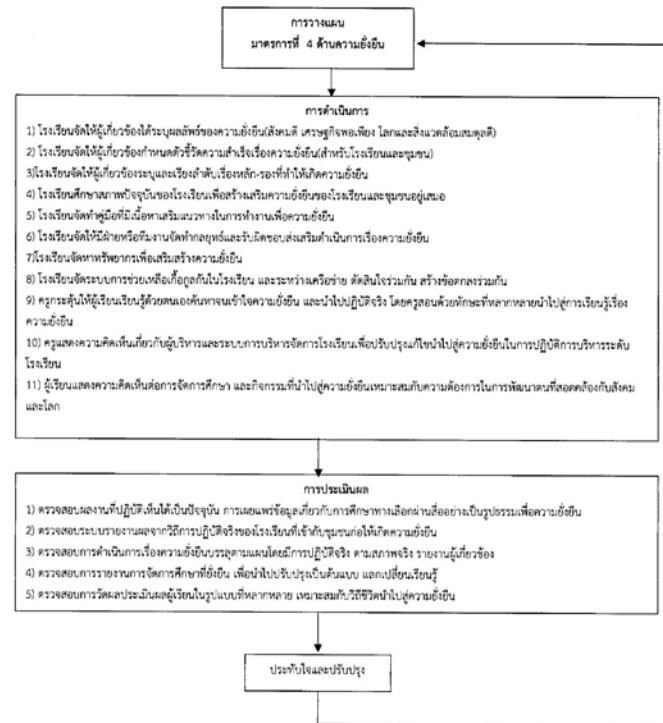 การวางแผน
มาตรการที่ 4 ด้านความยั่งยืน
การดำเนินการ
1) โรงเรียนจัดให้ผู้เกี่ยวข้องได้ระบุผลลัพธ์ของความยั่งยืน(สังคมดี เศรษฐกิจพอเพียง โลกและสิ่งแวดล้อมสมดุลดี)
2) โรงเรียนจัดให้ผู้เกี่ยวข้องกำหนดตัวชี้วัดความสำเร็จเรื่องความยั่งยืน(สำหรับโรงเรียนและชุมชน)
3)โรงเรียนจัดให้ผู้เกี่ยวข้องระบุและเรียงลำดับเรื่องหลัก-รองที่ทำให้เกิดความยั่งยืน
4) โรงเรียนศึกษาสภาพปัจจุบันของโรงเรียนเพื่อสร้างเสริมความยั่งยืนของโรงเรียนและชุมชนอยู่เสมอ
5) โรงเรียนจัดทำคู่มือที่มีเนื้อหาเสริมแนวทางในการทำงานเพื่อความยั่งยืน
6) โรงเรียนจัดให้มีฝ่ายหรือทีมงานจัดทำกลยุทธ์และรับผิดชอบส่งเสริมดำเนินการเรื่องความยั่งยืน
7)โรงเรียนจัดหาทรัพยากรเพื่อเสริมสร้างความยั่งยืน
8) โรงเรียนจัดระบบการช่วยเหลือเกื้อกูลกันในโรงเรียน และระหว่างเครือข่าย ตัดสินใจร่วมกัน สร้างข้อตกลงร่วมกัน
9) ครูกระตุ้นให้ผู้เรียนเรียนรู้ด้วยตนเองค้นหาจนเข้าใจความยั่งยืน และนำไปปฏิบัติจริง โดยครูสอนด้วยทักษะที่หลากหลายนำไปสู่การเรียนรู้เรื่อง
ความยั่งยืน
10) ครูแสดงความคิดเห็นเกี่ยวกับผู้บริหารและระบบการบริหารจัดการโรงเรียนเพื่อปรับปรุงแก้ไขนำไปสู่ความยั่งยืนในการปฏิบัติการบริหารระดับ
โรงเรียน
11) ผู้เรียนแสดงความคิดเห็นต่อการจัดการศึกษา และกิจกรรมที่นำไปสู่ความยั่งยืนเหมาะสมกับความต้องการในการพัฒนาตนที่สอดคล้องกับสังคม
และโลก
การประเมินผล
1) ตรวจสอบผลงานที่ปฏิบัติเห็นได้เป็นปัจจุบัน การเผยแพร่ข้อมูลเกี่ยวกับการศึกษาทางเลือกผ่านสื่ออย่างเป็นรูปธรรมเพื่อความยั่งยืน
2) ตรวจสอบระบบรายงานผลจากวิถีการปฏิบัติจริงของโรงเรียนที่เข้ากับชุมชนก่อให้เกิดความยั่งยืน
3) ตรวจสอบการดำเนินการเรื่องความยั่งยืนบรรลุตามแผนโดยมีการปฏิบัติจริง ตามสภาพจริง รายงานผู้เกี่ยวข้อง
4) ตรวจสอบการรายงานการจัดการศึกษาที่ยั่งยืน เพื่อนำไปปรับปรุงเป็นต้นแบบ แลกเปลี่ยนเรียนรู้
5) ตรวจสอบการวัดผลประเมินผลผู้เรียนในรูปแบบที่หลากหลาย เหมาะสมกับวิถีชีวิตนำไปสู่ความยั่งยืน
ประทับใจและปรับปรุง